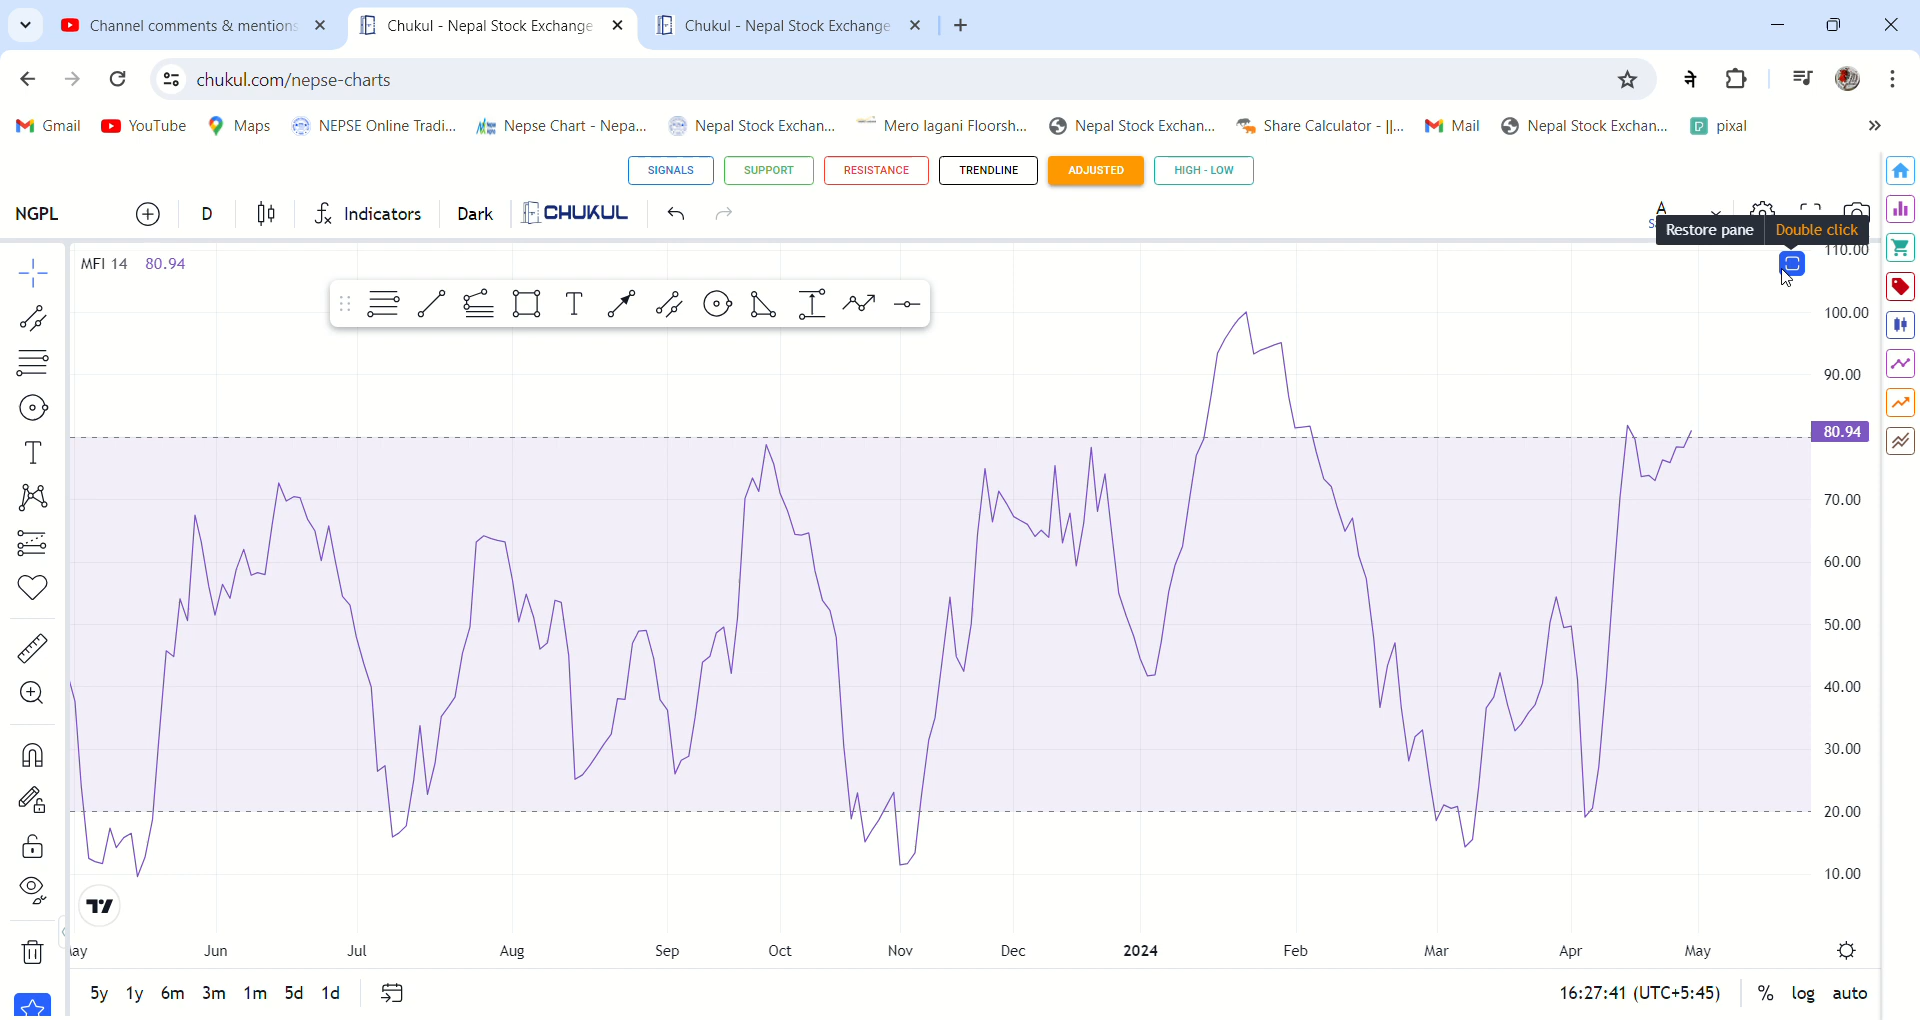 Channel comments & mentions
Chukul - Nepal Stock Exchange
Chukul - Nepal Stock Exchange
chukul.com/nepse-charts
ने
Gmail
YouTube
Maps
NEPSE Online Tradi...
Nepse Chart - Nepa...
Nepal Stock Exchan...
Mero lagani Floorsh...
Nepal Stock Exchan...
Share Calculator - ||...
Mail
Nepal Stock Exchan...
pixal
SIGNALS
SUPPORT
RESISTANCE
TRENDLINE
ADJUSTED
HIGH - LOW
NGPL
D
Indicators
Dark
CHUKUL
A
Restore pane
Double click
MFI 14 80.94
110.00
100.00
90.00
80.94
70.00
60.00
50.00
40.00
30.00
20.00
10.00
Jun
Jul
Aug
Sep
Oct
Nov
Dec
2024
Feb
Mar
Apr
May
5y
1y
6m
3m
1m
5d
1d
16:27:41 (UTC+5:45)
%
log
auto